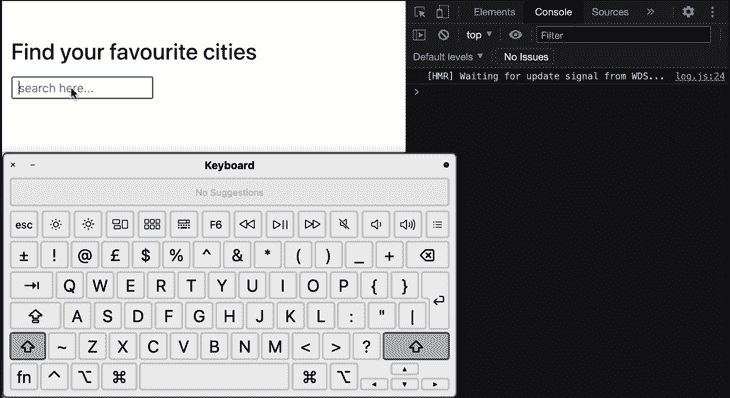 Find your favourite cities
search here...
Elements Console Sources »
top ▼ Filter
Default levels ▼ No Issues
[HMR] Waiting for update signal from WDS... log.js:24
>
Keyboard
No Suggestions
esc F6
± ! @ £ $ % ^ & * ( ) _ +
Q W E R T Y U I O P { }
A S D F G H J K L : " |
~ Z X C V B N M < > ?
fn ^ ⌥ ⌘ ⌘ ⌥